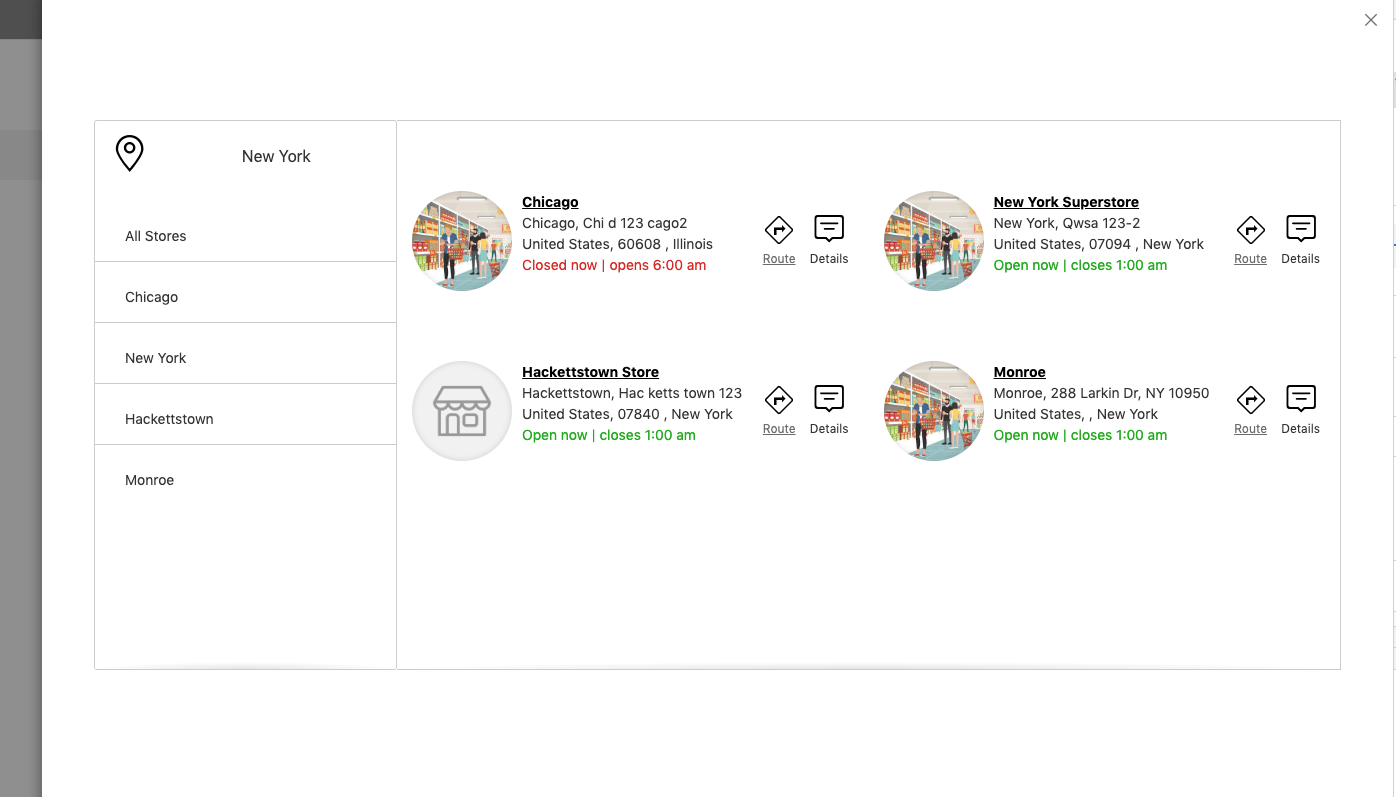 New York
All Stores
Chicago
New York
Hackettstown
Monroe
Chicago
Chicago, Chi d 123 cago2
United States, 60608 , Illinois
Closed now | opens 6:00 am
Route
Details
New York Superstore
New York, Qwsa 123-2
United States, 07094 , New York
Open now | closes 1:00 am
Route
Details
Hackettstown Store
Hackettstown, Hac ketts town 123
United States, 07840 , New York
Open now | closes 1:00 am
Route
Details
Monroe
Monroe, 288 Larkin Dr, NY 10950
United States, , New York
Open now | closes 1:00 am
Route
Details